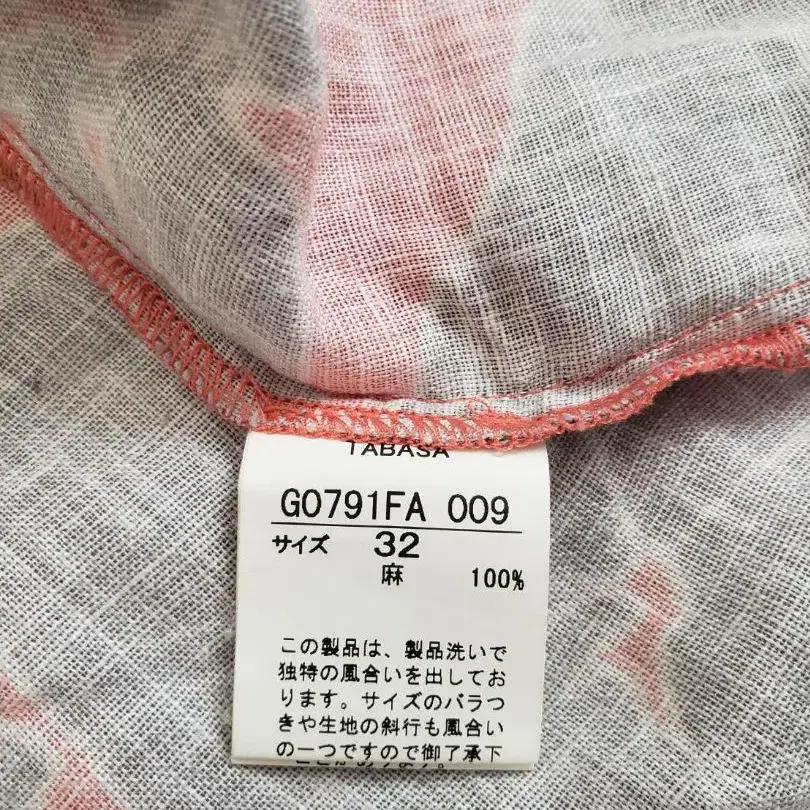 TABASA
G0791FA 009
サイズ 32
麻 100%
この製品は、製品洗いで
独特の風合いを出してお
ります。サイズのバラつ
きや生地の斜行も風合い
の一つですので御了承下